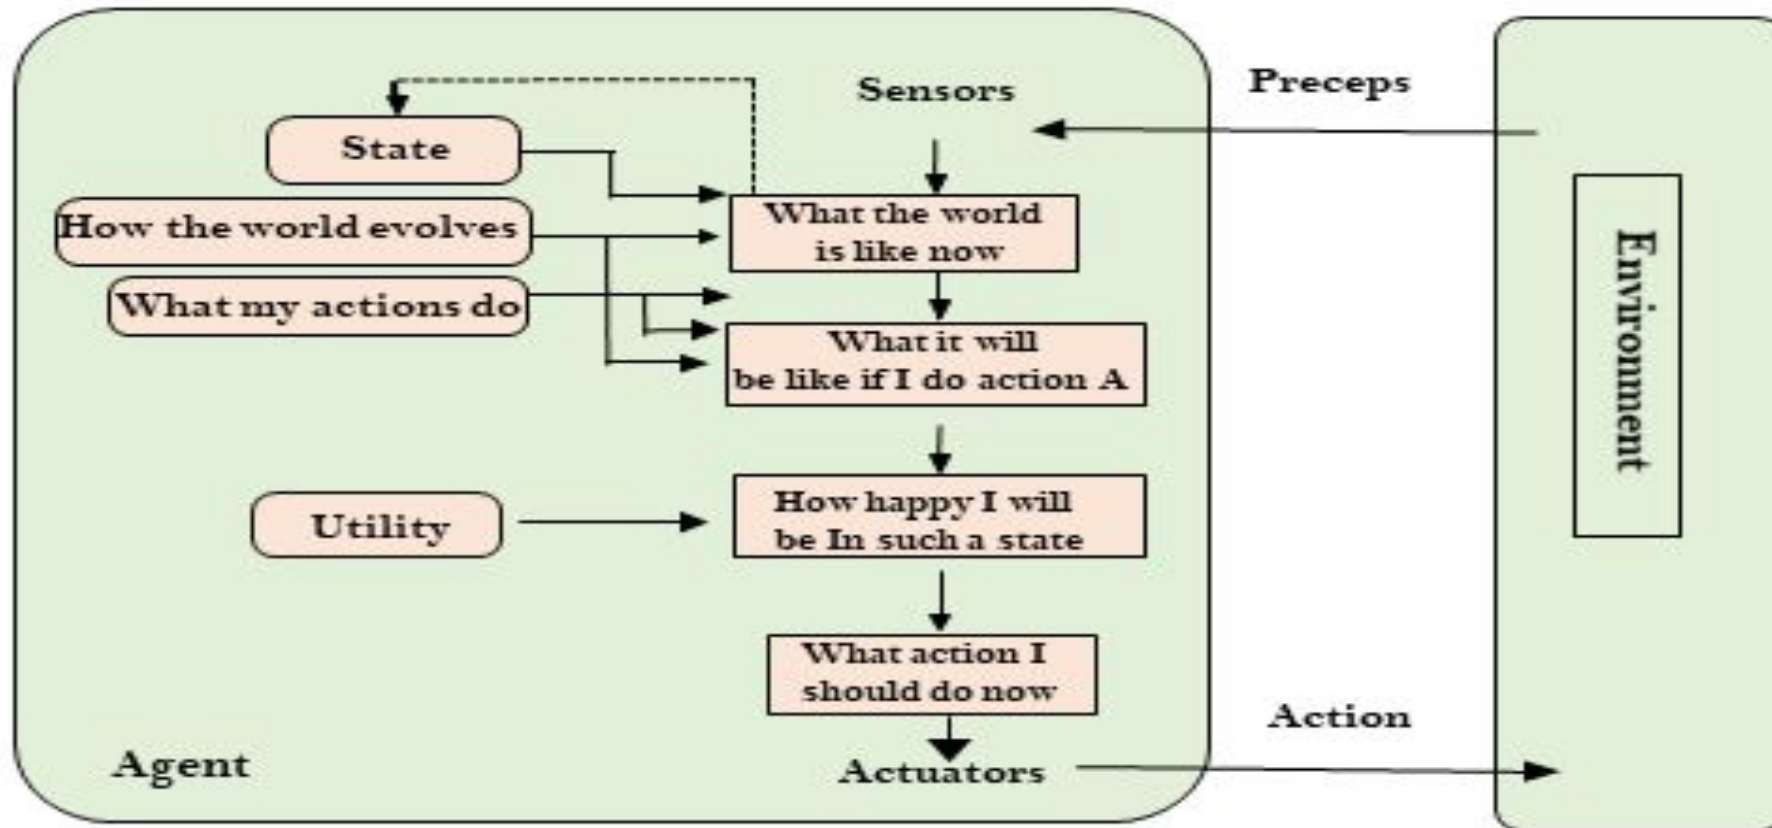 Sensors
Preceps
State
What the world
is like now
How the world evolves
What my actions do
What it will
be like if I do action A
Environment
How happy I will
be In such a state
Utility
What action I
should do now
Action
Agent
Actuators